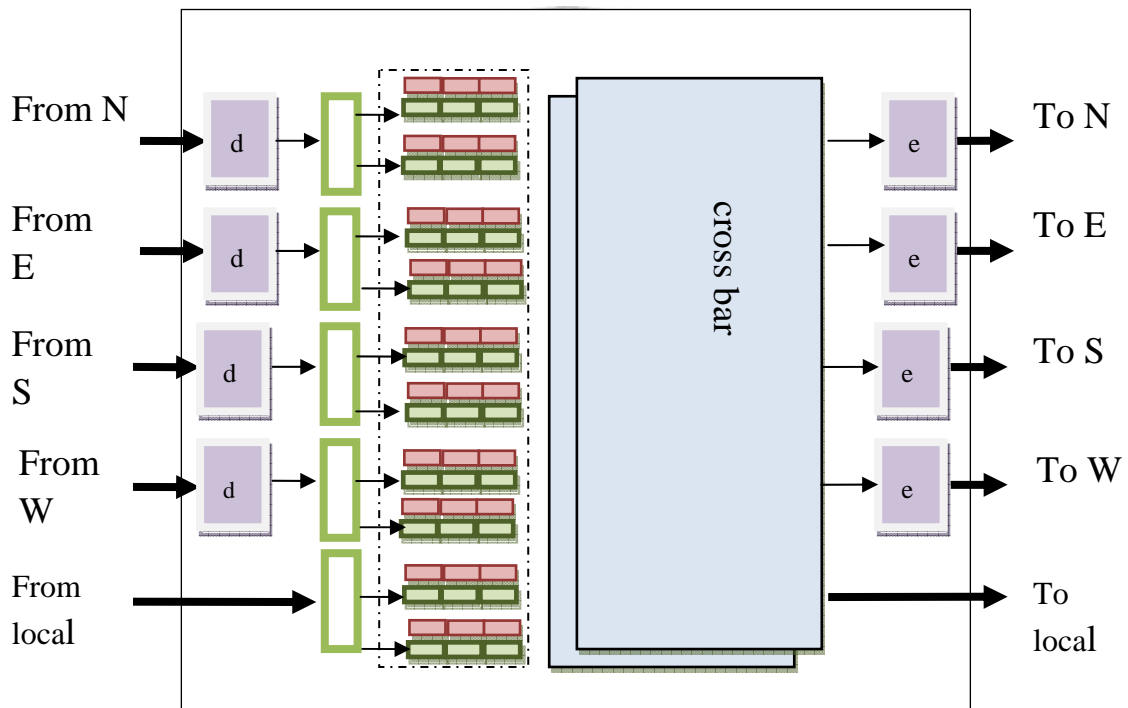 From N
d
e
To N
From
E
d
e
To E
cross bar
From
S
d
e
To S
From
W
d
e
To W
From
local
To
local